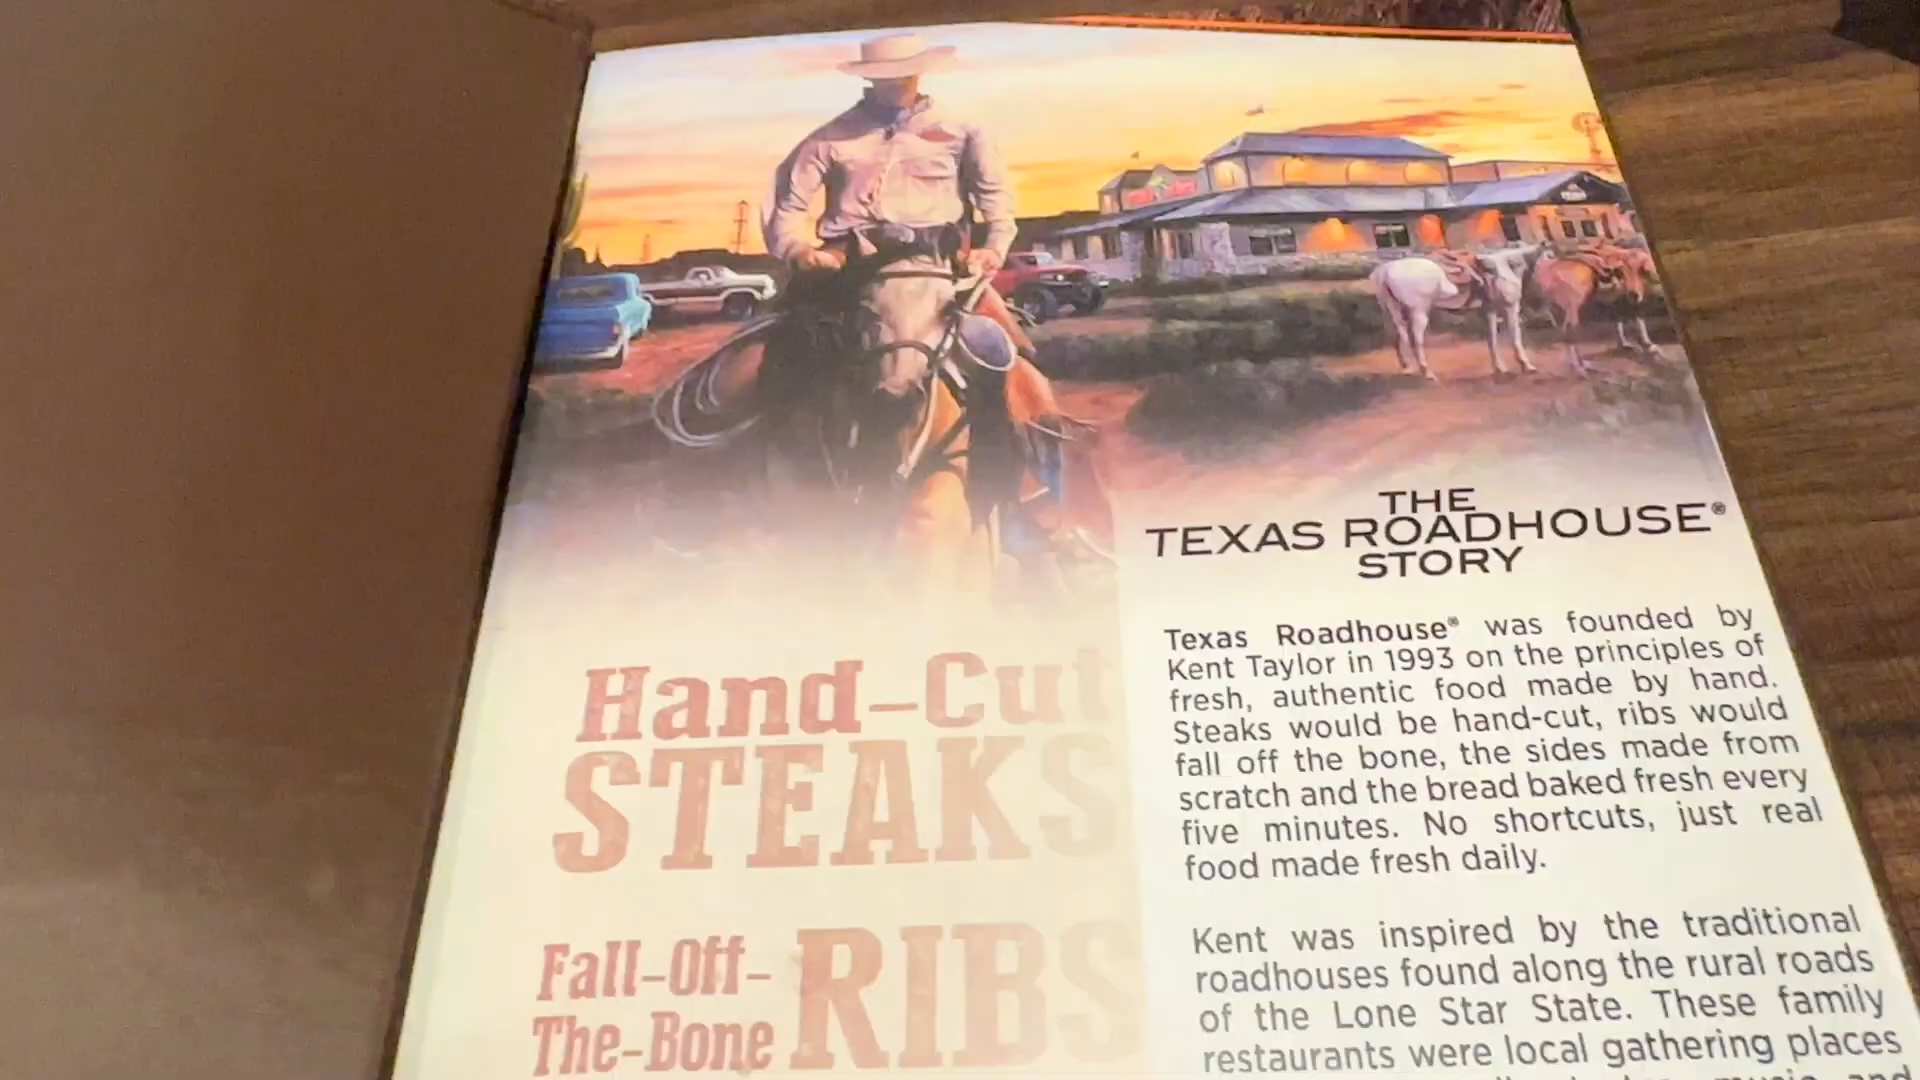 THE
TEXAS ROADHOUSE®
STORY
Texas Roadhouse® was founded by
Kent Taylor in 1993 on the principles of
fresh, authentic food made by hand.
Steaks would be hand-cut, ribs would
fall off the bone, the sides made from
scratch and the bread baked fresh every
five minutes. No shortcuts, just real
food made fresh daily.
Kent was inspired by the traditional
roadhouses found along the rural roads
of the Lone Star State. These family
restaurants were local gathering places
music and
Hand-Cut
STEAKS
Fall-Off-
The-Bone
RIBS